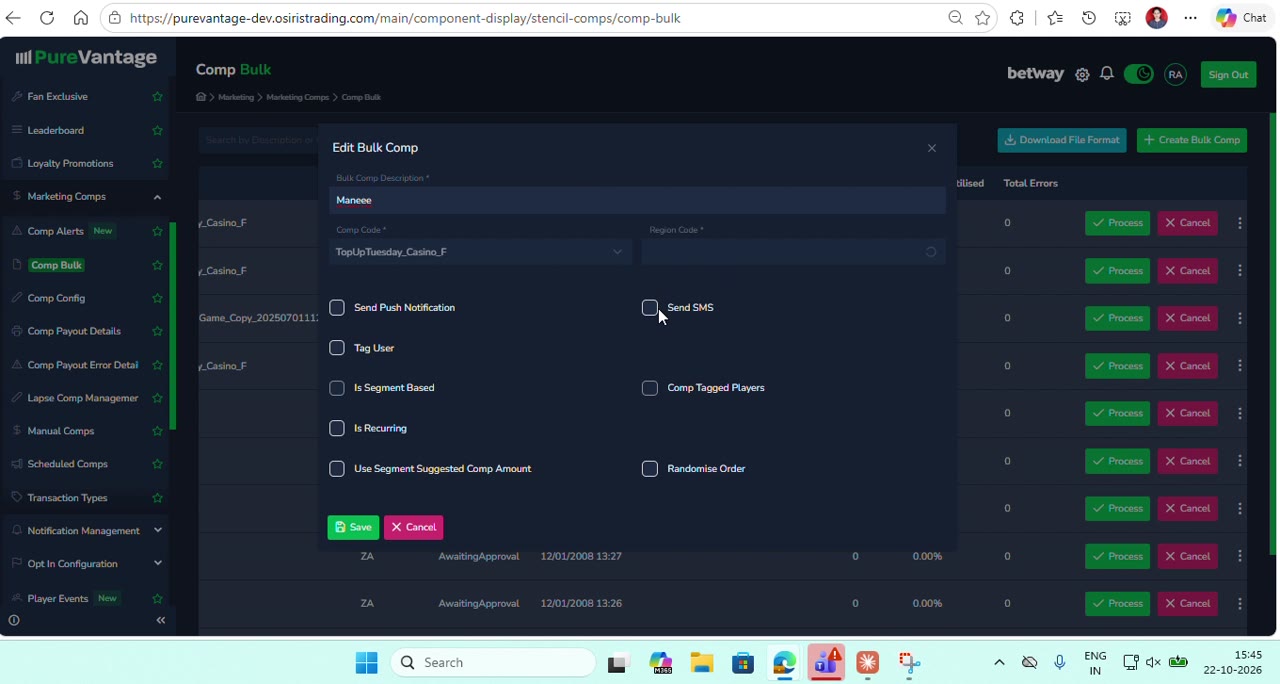 https://purevantage-dev.osiristrading.com/main/component-display/stencil-comps/comp-bulk
Chat
PureVantage
Comp Bulk
Marketing > Marketing Comps > Comp Bulk
betway
RA
Sign Out
Fan Exclusive
Leaderboard
Loyalty Promotions
Marketing Comps
Comp Alerts New
Comp Bulk
Comp Config
Comp Payout Details
Comp Payout Error Detai
Lapse Comp Managemer
Manual Comps
Scheduled Comps
Transaction Types
Notification Management
Opt In Configuration
Player Events New
Search by Description or
Download File Format
+ Create Bulk Comp
tilised Total Errors
y_Casino_F 0 Process Cancel
y_Casino_F 0 Process Cancel
Game_Copy_2025070111 0 Process Cancel
y_Casino_F 0 Process Cancel
0 Process Cancel
0 Process Cancel
0 Process Cancel
ZA AwaitingApproval 12/01/2008 13:27 0 0.00% 0 Process Cancel
ZA AwaitingApproval 12/01/2008 13:26 0 0.00% 0 Process Cancel
Edit Bulk Comp
Bulk Comp Description *
Maneee
Comp Code * Region Code *
TopUpTuesday_Casino_F
Send Push Notification Send SMS
Tag User
Is Segment Based Comp Tagged Players
Is Recurring
Use Segment Suggested Comp Amount Randomise Order
Save Cancel
Search
M365
ENG
IN
15:45
22-10-2026